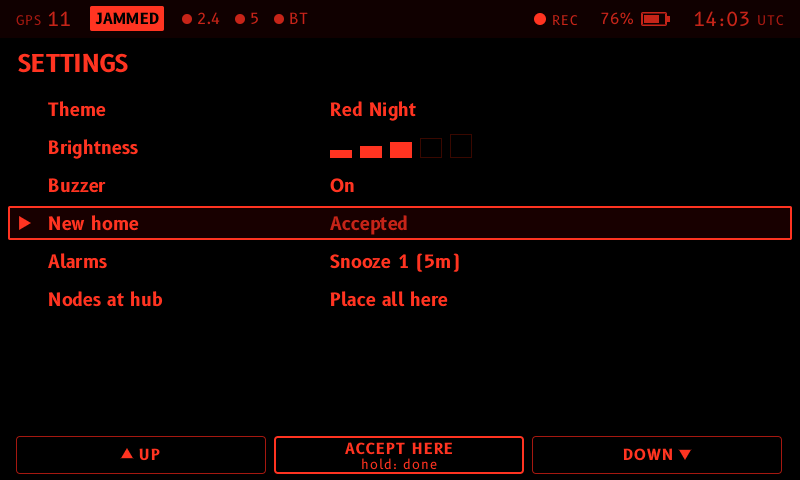 GPS 11 JAMMED 2.4 5 BT REC 76% 14:03 UTC
SETTINGS
Theme Red Night
Brightness
Buzzer On
New home Accepted
Alarms Snooze 1 (5m)
Nodes at hub Place all here
UP ACCEPT HERE DOWN
hold: done